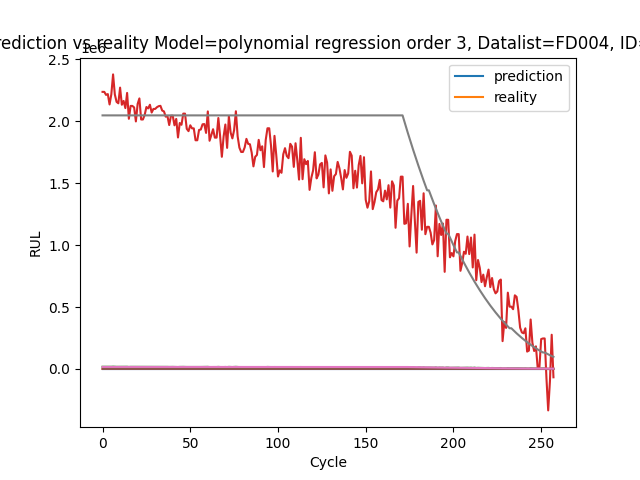 rediction vs reality Model=polynomial regression order 3, Datalist=FD004, ID=
1e6
prediction
reality
2.5
2.0
1.5
1.0
0.5
0.0
RUL
0 50 100 150 200 250
Cycle